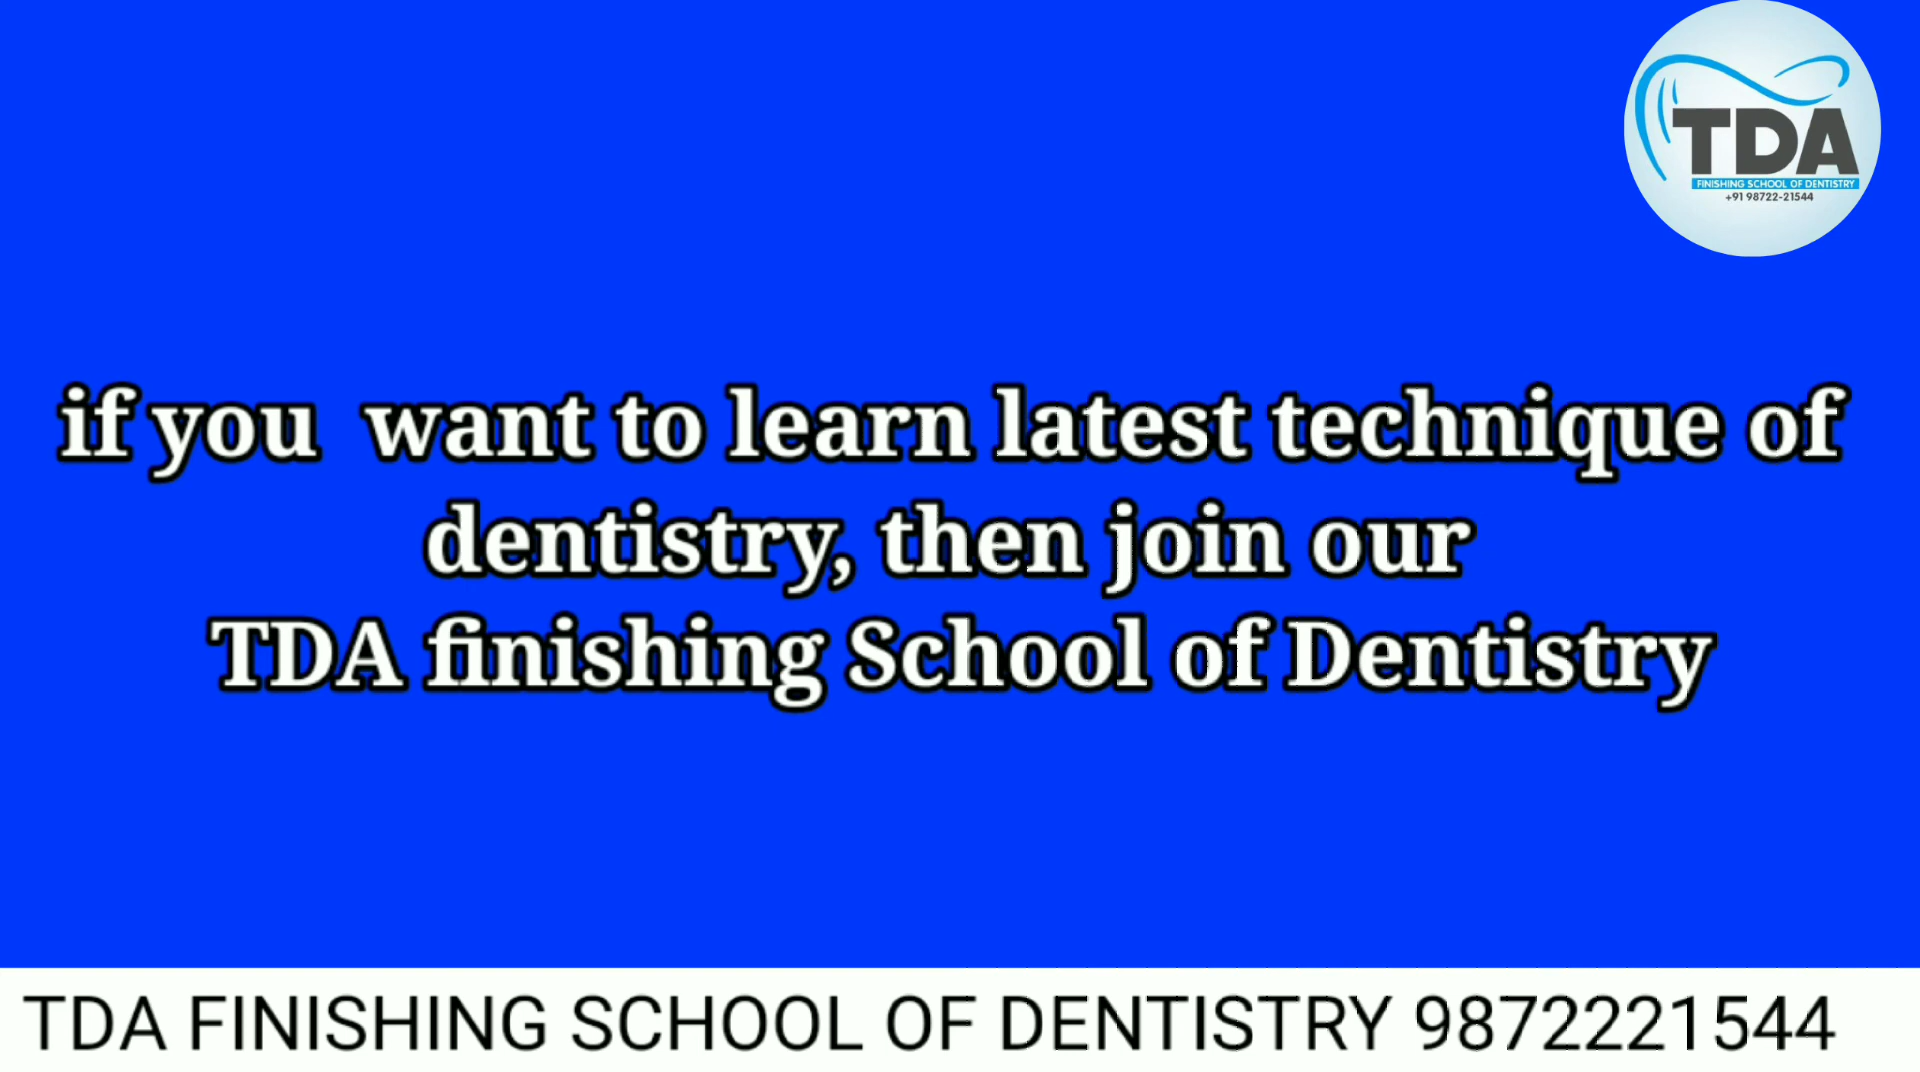 TDA
FINISHING SCHOOL OF DENTISTRY
+91 98722-21544
if you  want to learn latest technique of
dentistry, then join our
TDA finishing School of Dentistry
TDA FINISHING SCHOOL OF DENTISTRY 9872221544